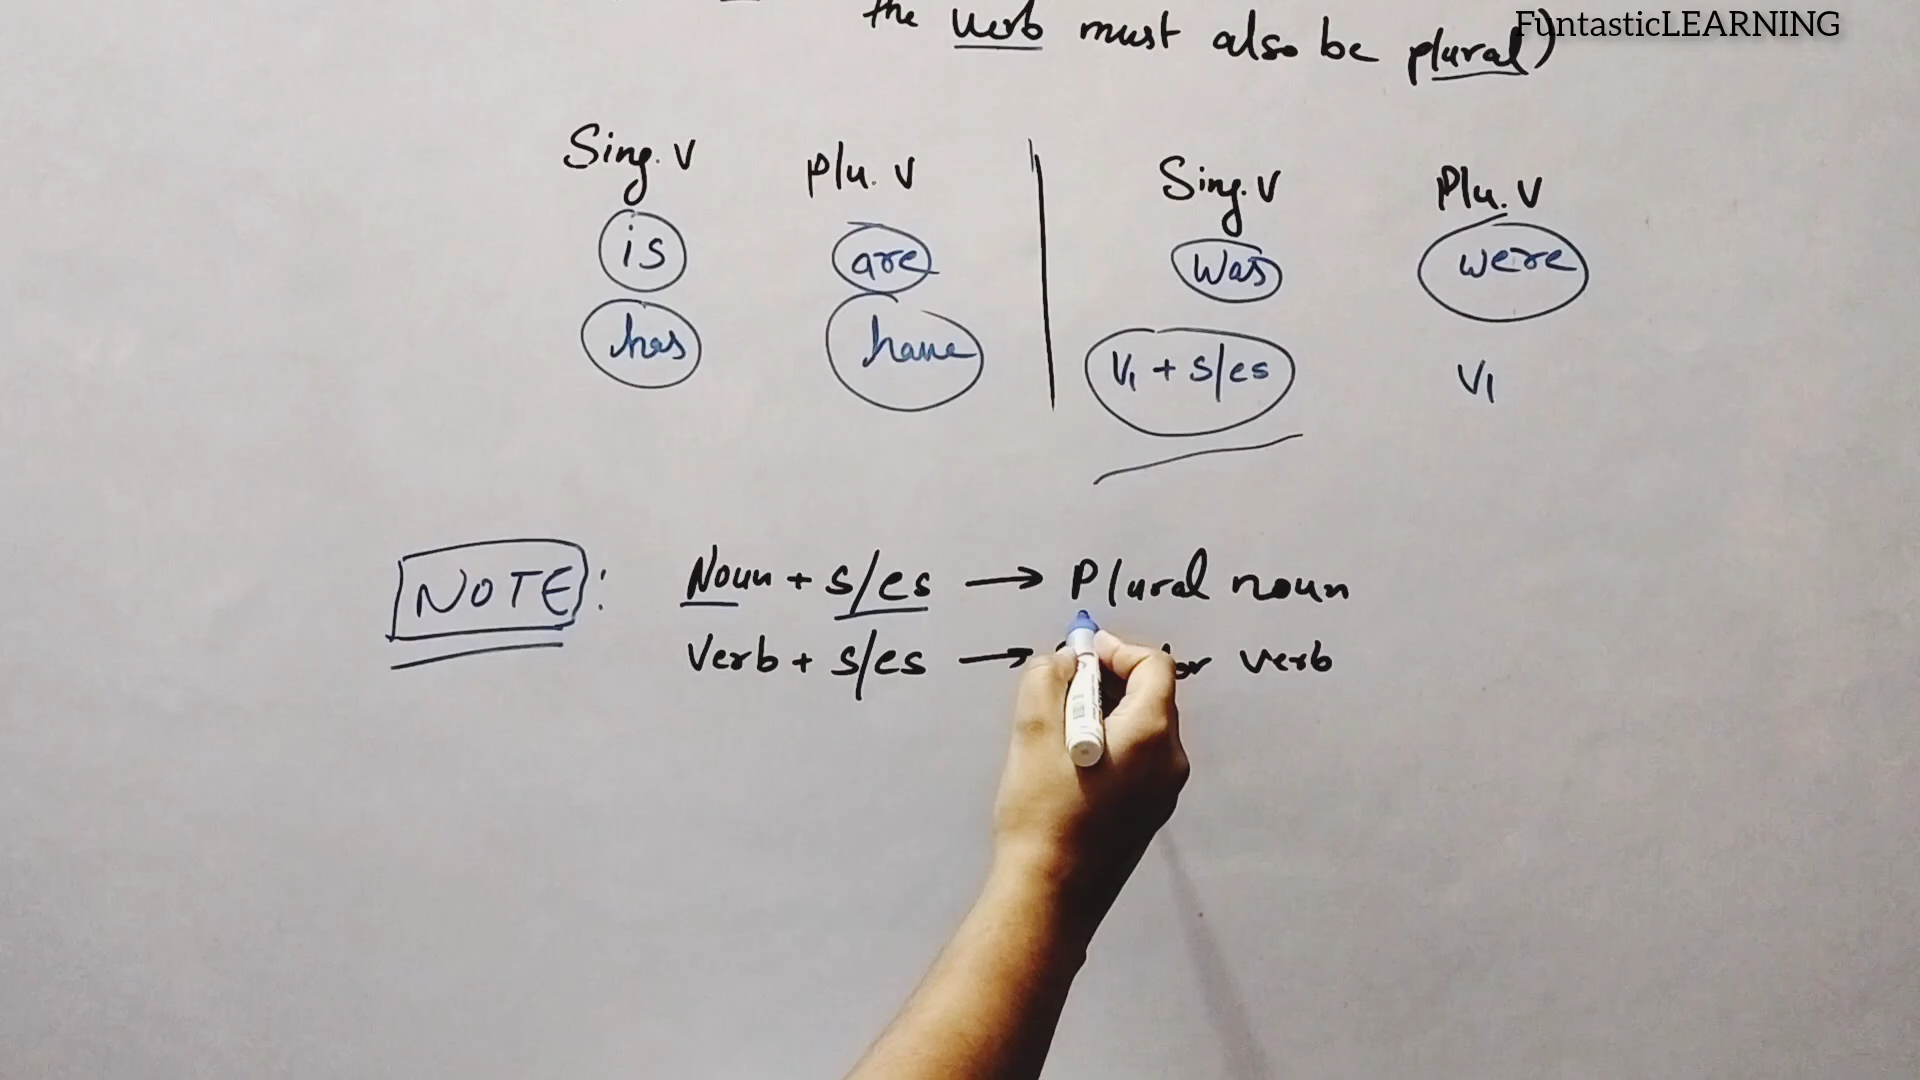 FuntasticLEARNING
the verb must also be plural)
Sing. V Plu. V Sing. V Plu. V
is are was were
has have V1 + s/es V1
NOTE: Noun + s/es → Plural noun
Verb + s/es → verb